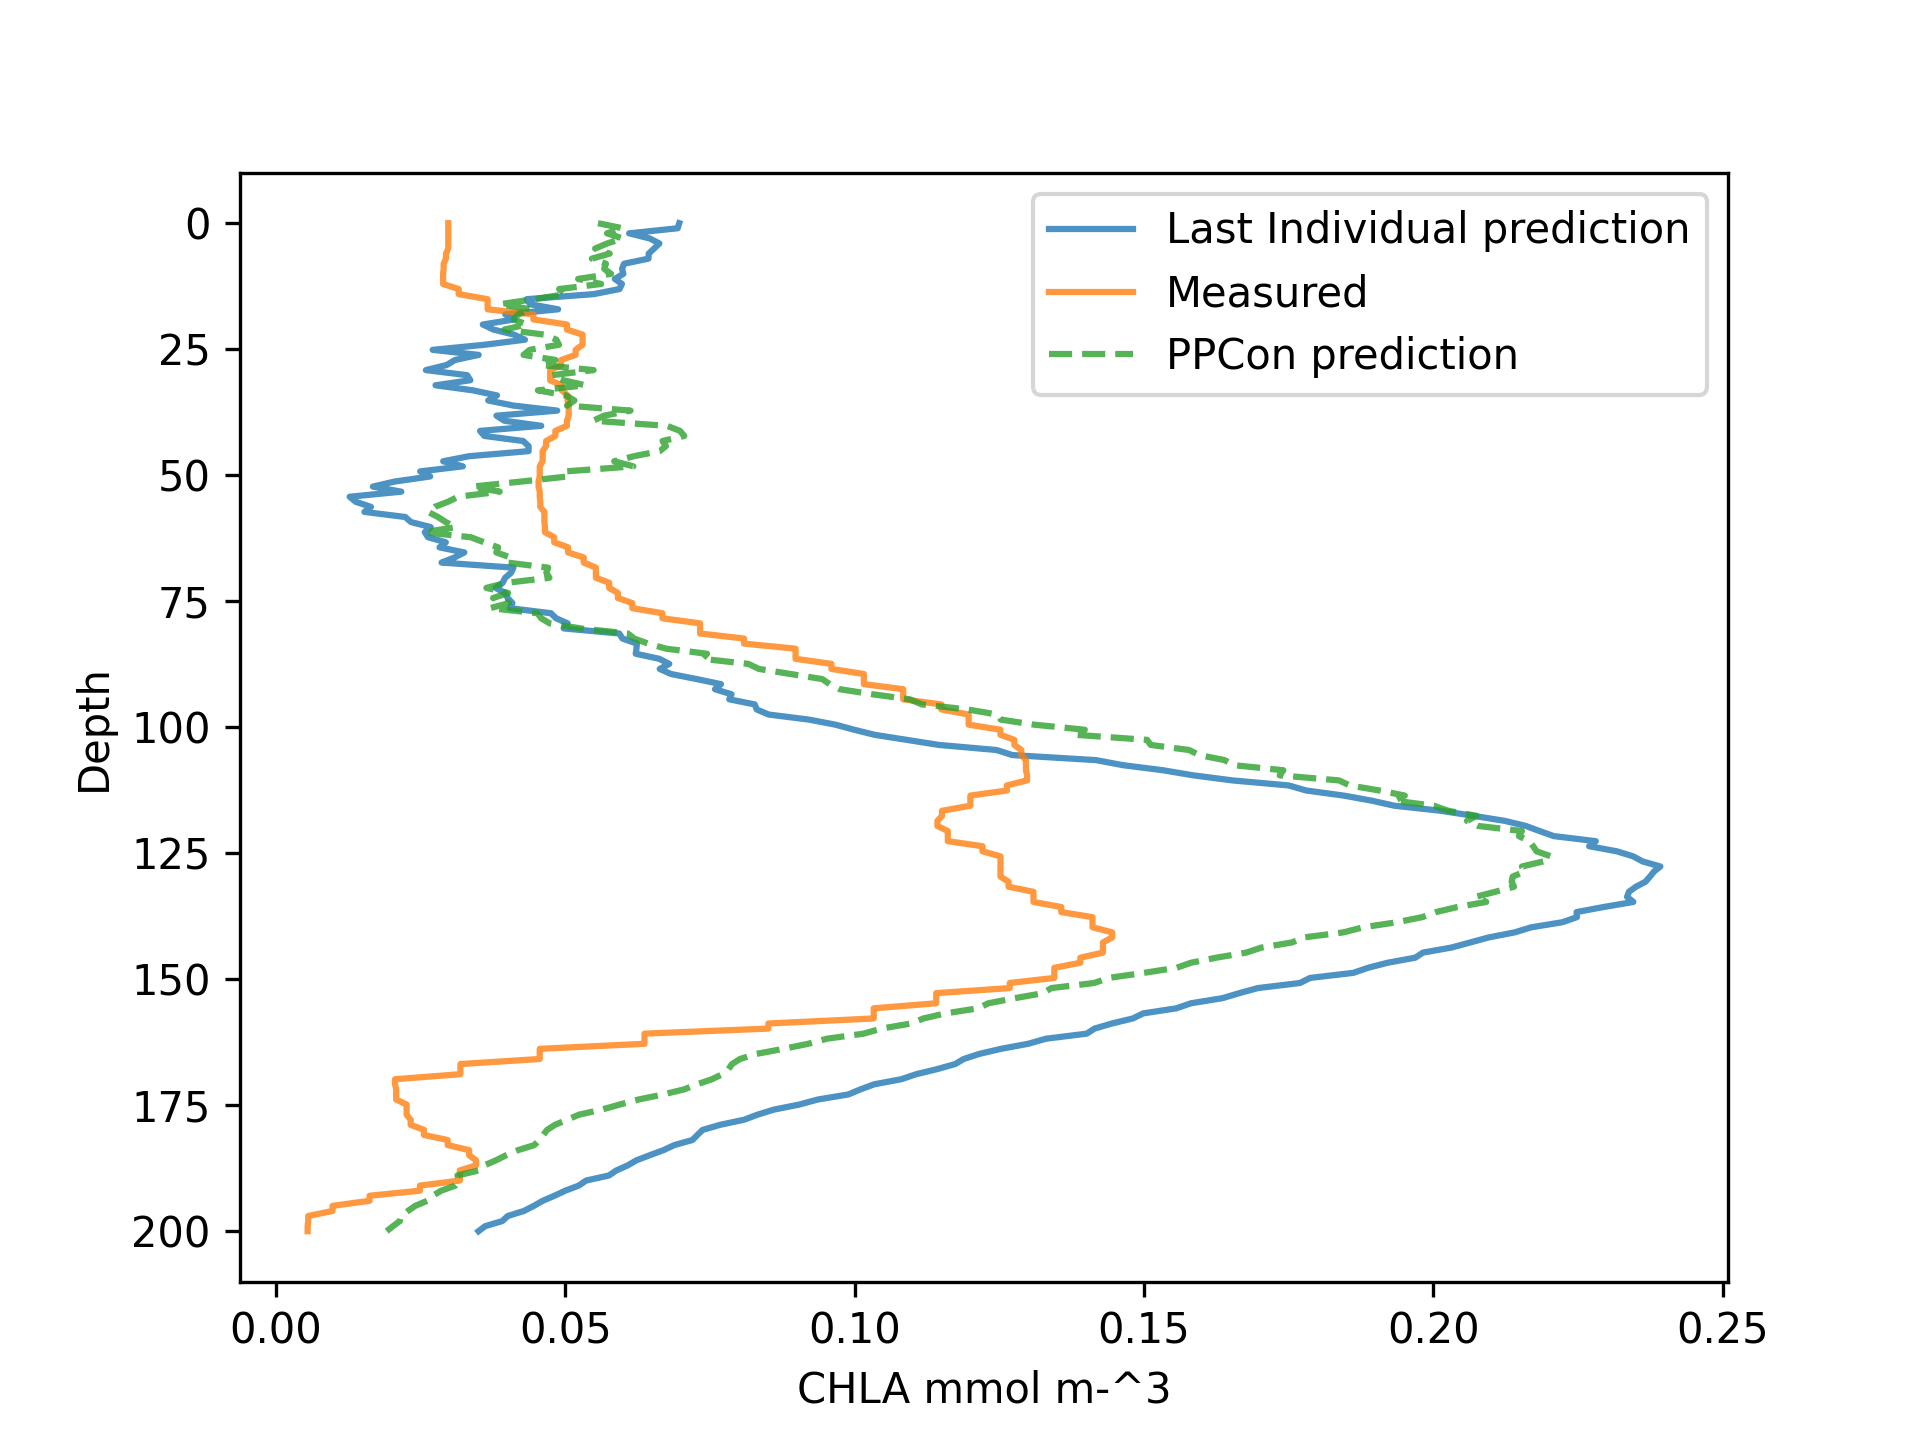 Last Individual prediction
Measured
PPCon prediction
0
25
50
75
100
125
150
175
200
Depth
0.00 0.05 0.10 0.15 0.20 0.25
CHLA mmol m-^3